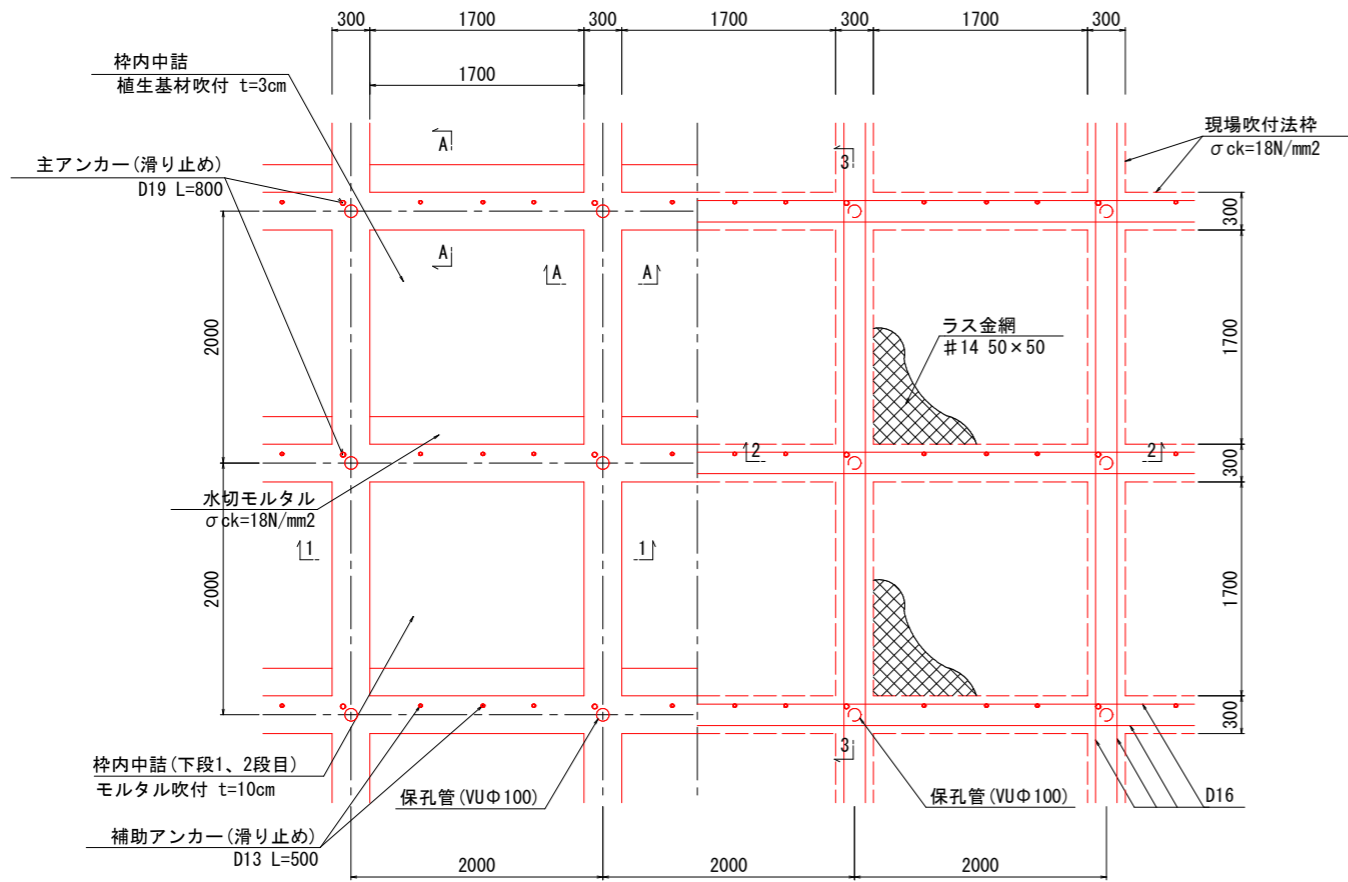 300 1700 300 1700 300 1700 300
1700
枠内中詰
植生基材吹付 t=3cm
現場吹付法枠
σck=18N/mm2
主アンカー(滑り止め)
D19 L=800
A
3
300
A
A
A
2000
1700
ラス金網
#14 50×50
2
2
300
水切モルタル
σck=18N/mm2
1
1
2000
1700
3
300
枠内中詰(下段1、2段目)
モルタル吹付 t=10cm
保孔管(VUΦ100)
保孔管(VUΦ100)
D16
補助アンカー(滑り止め)
D13 L=500
2000 2000 2000